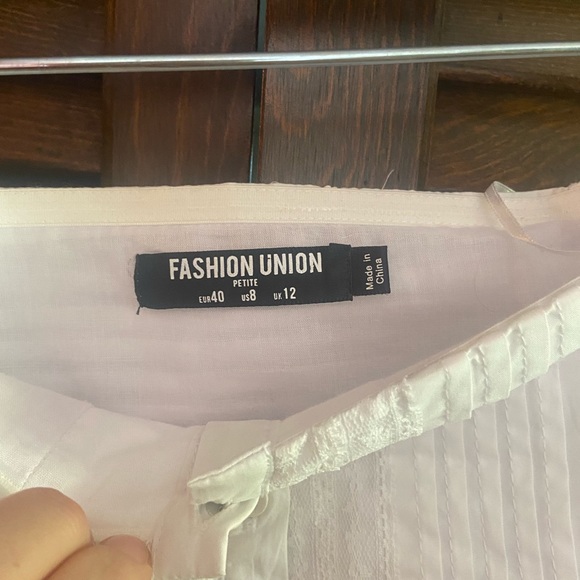 FASHION UNION
PETITE
EUR40 US8 UK12
Made in
China